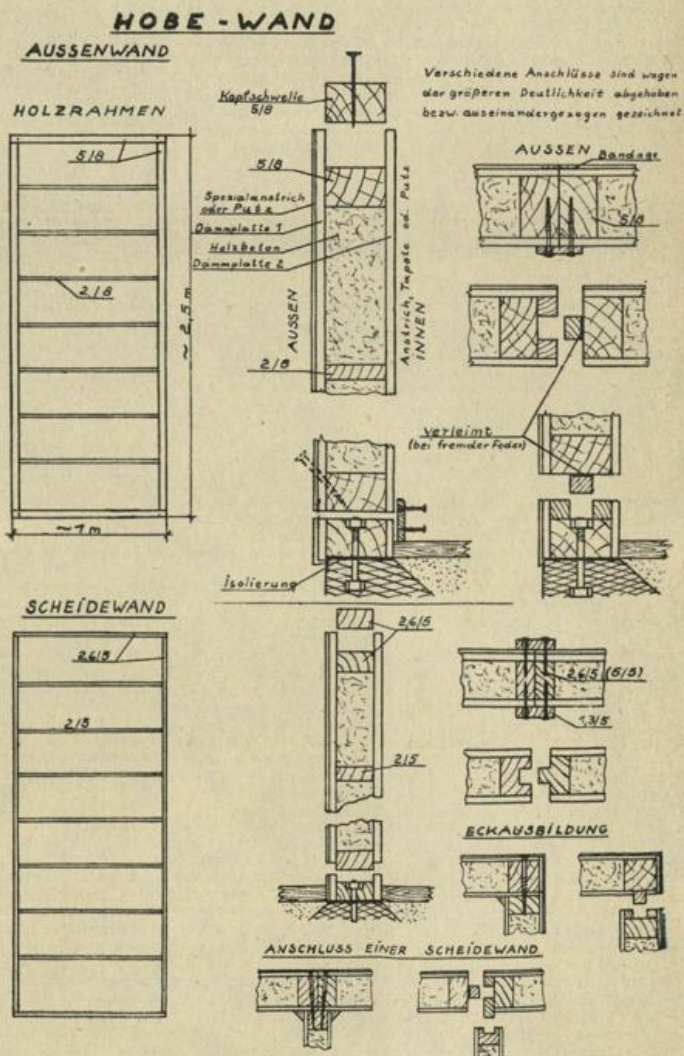 HOBE - WAND
AUSSENWAND
HOLZRAHMEN
5/8
2/8
~ 2,5 m
~ 1 m
Kopfschwelle
5/8
5/8
Spezialanstrich
oder Putz
Dämmplatte 1
Holzbeton
Dämmplatte 2
AUSSEN
Anstrich, Tapete od. Putz
INNEN
2/8
Verschiedene Anschlüsse sind wegen
der größeren Deutlichkeit abgehoben
bezw. auseinandergezogen gezeichnet
AUSSEN
Bandage
5/8
Verleimt
(bei fremder Feder)
Isolierung
SCHEIDEWAND
2,6/5
2/5
2,6/5
2/5
2,6/5 (5/5)
1,3/5
ECKAUSBILDUNG
ANSCHLUSS EINER SCHEIDEWAND